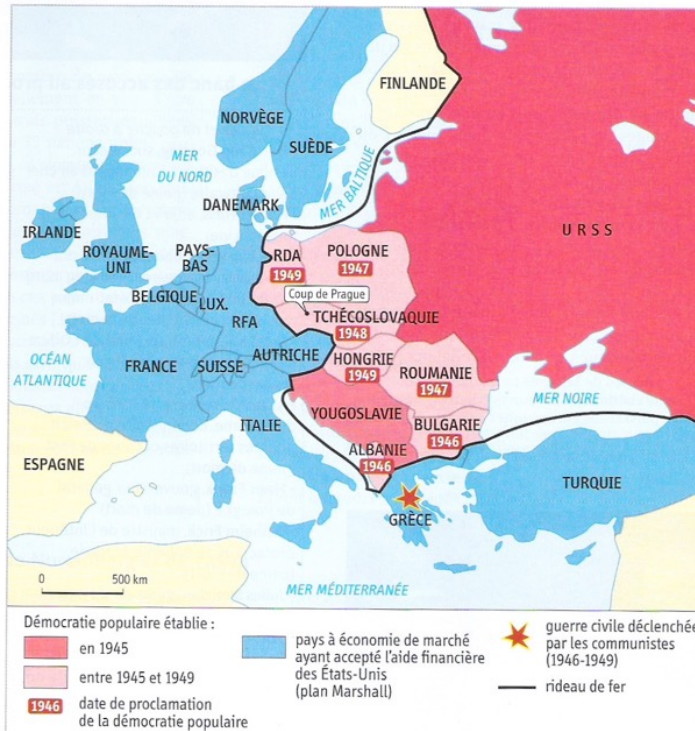 FINLANDE
NORVÈGE
SUÈDE
MER
DU NORD
MER BALTIQUE
DANEMARK
IRLANDE
ROYAUME-
UNI
PAYS-
BAS
BELGIQUE
LUX.
RFA
RDA
1949
POLOGNE
1947
URSS
Coup de Prague
TCHÉCOSLOVAQUIE
1948
OCÉAN
ATLANTIQUE
FRANCE
SUISSE
AUTRICHE
HONGRIE
1949
ROUMANIE
1947
MER NOIRE
ITALIE
YOUGOSLAVIE
BULGARIE
1946
ALBANIE
1946
ESPAGNE
TURQUIE
GRÈCE
MER MÉDITERRANÉE
0 500 km
Démocratie populaire établie :
en 1945
entre 1945 et 1949
1946 date de proclamation
de la démocratie populaire
pays à économie de marché
ayant accepté l'aide financière
des États-Unis
(plan Marshall)
guerre civile déclenchée
par les communistes
(1946-1949)
rideau de fer